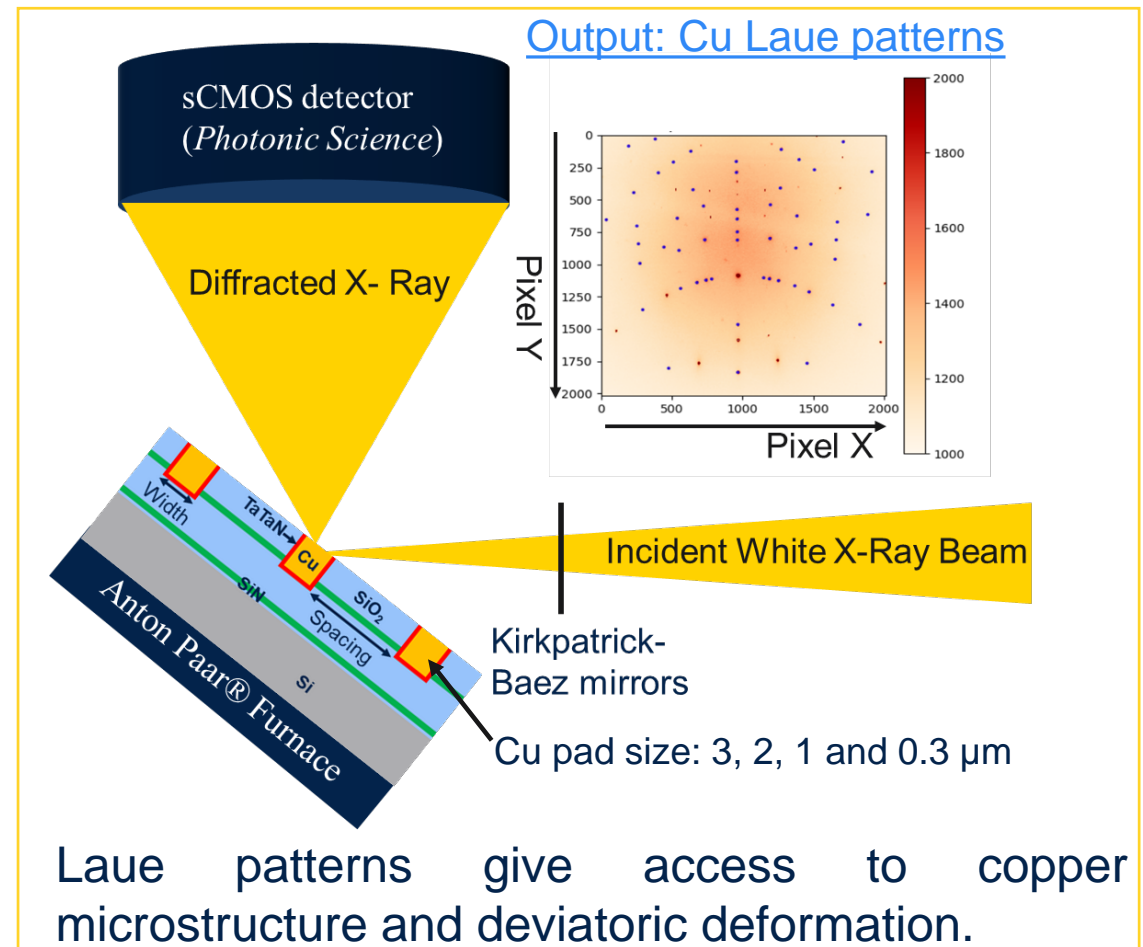 Output: Cu Laue patterns
sCMOS detector
(Photonic Science)
Diffracted X- Ray
2000
1800
1600
1400
1200
1000
0
250
500
750
1000
1250
1500
1750
2000
Pixel Y
0
500
1000
1500
2000
Pixel X
Width
TaTaN
Cu
SiO₂
SiN
Spacing
Si
Anton Paar® Furnace
Incident White X-Ray Beam
Kirkpatrick-
Baez mirrors
Cu pad size: 3, 2, 1 and 0.3 µm
Laue patterns give access to copper
microstructure and deviatoric deformation.